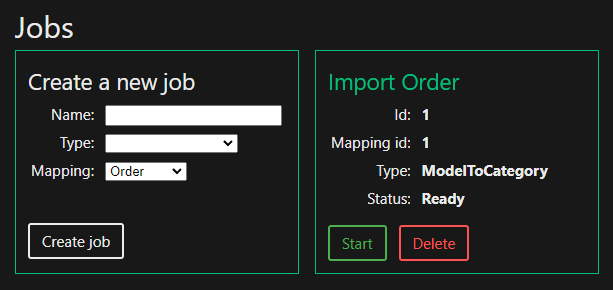 Jobs
Create a new job
Name:
Type:
Mapping: Order
Create job
Import Order
Id: 1
Mapping id: 1
Type: ModelToCategory
Status: Ready
Start Delete